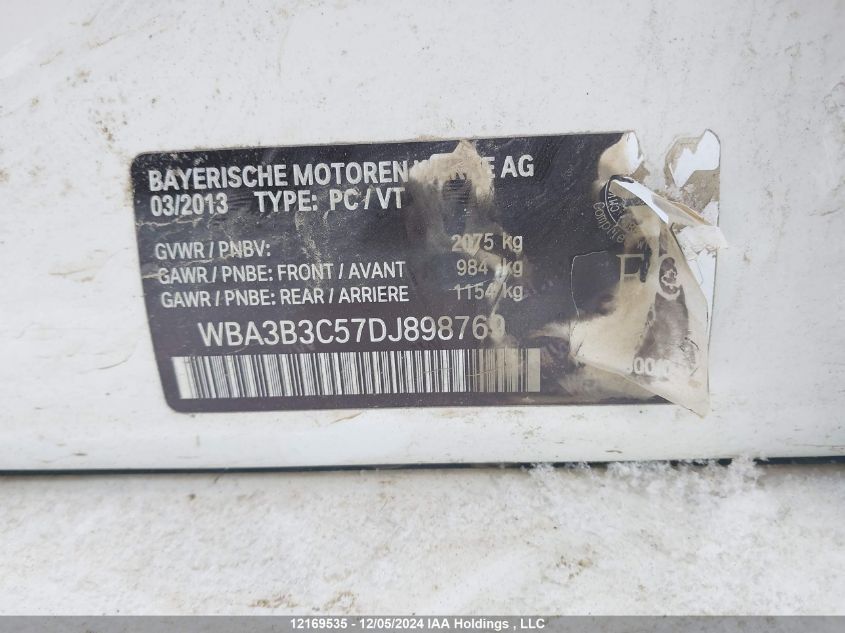 BAYERISCHE MOTOREN AG
03/2013 TYPE: PC / VT
GVWR / PNBV: 2075 kg
GAWR / PNBE: FRONT / AVANT 984 kg
GAWR / PNBE: REAR / ARRIERE 1154 kg
WBA3B3C57DJ898769
12169535 - 12/05/2024 IAA Holdings , LLC